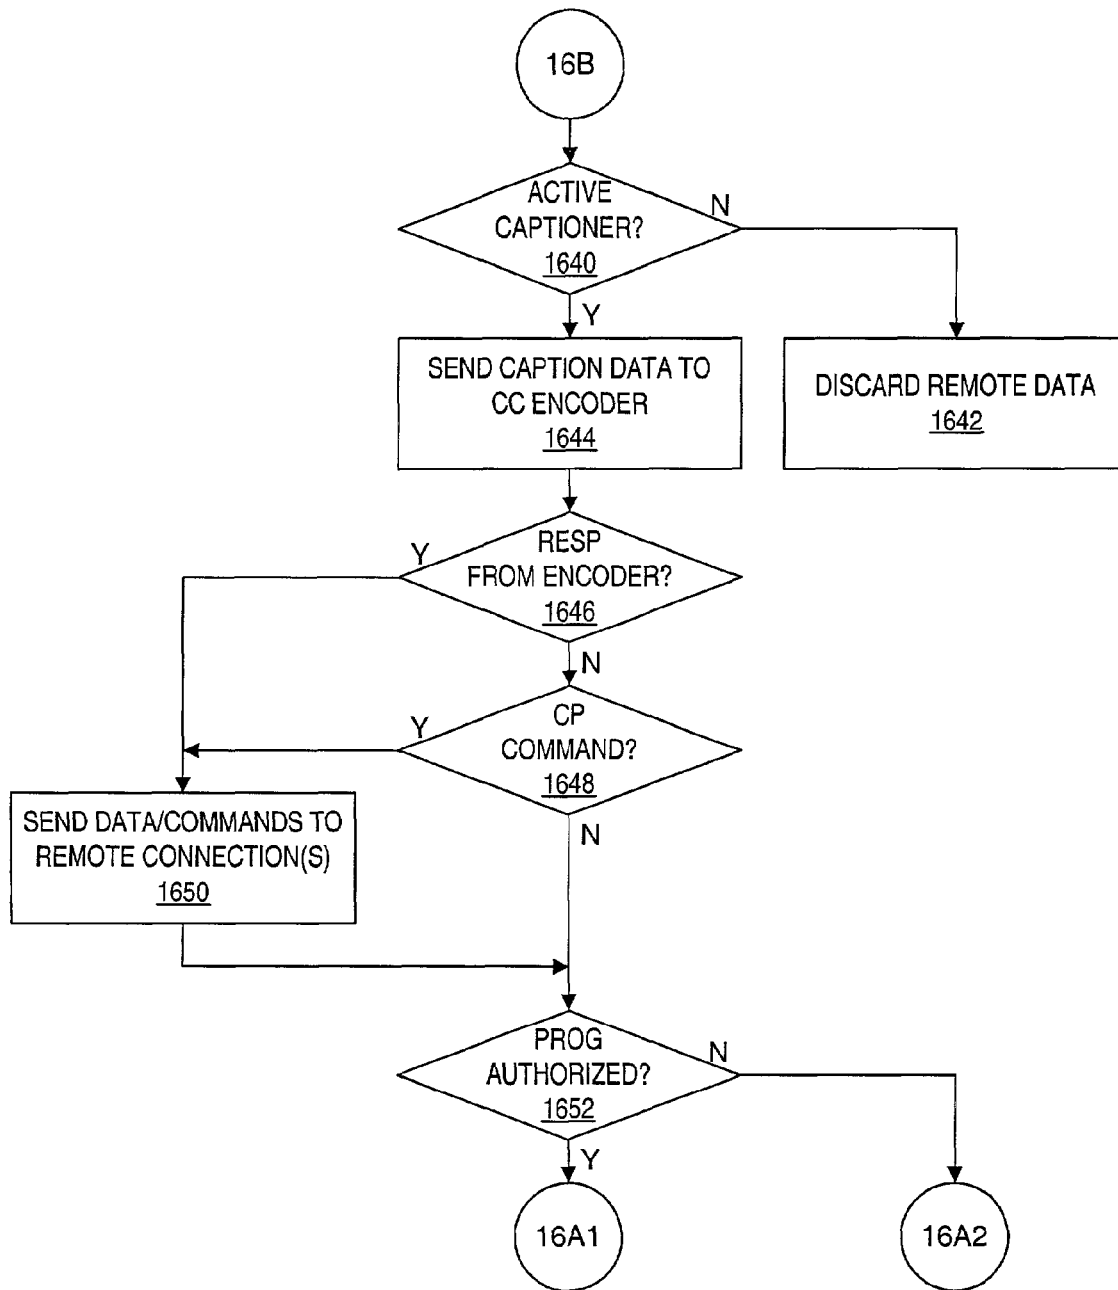 16B
ACTIVE
CAPTIONER?
1640
N
Y
SEND CAPTION DATA TO
CC ENCODER
1644
DISCARD REMOTE DATA
1642
Y
RESP
FROM ENCODER?
1646
N
Y
CP
COMMAND?
1648
N
SEND DATA/COMMANDS TO
REMOTE CONNECTION(S)
1650
PROG
AUTHORIZED?
1652
N
Y
16A1
16A2